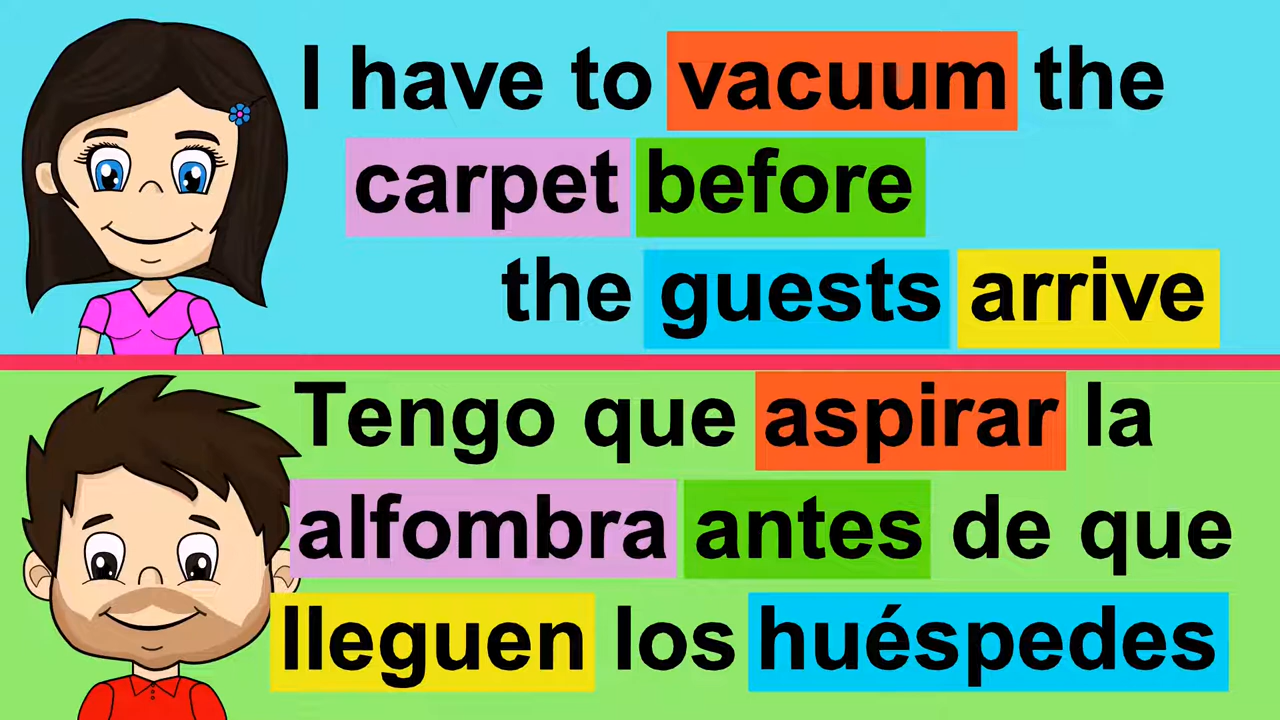 I have to vacuum the
carpet before
the guests arrive
Tengo que aspirar la
alfombra antes de que
lleguen los huéspedes